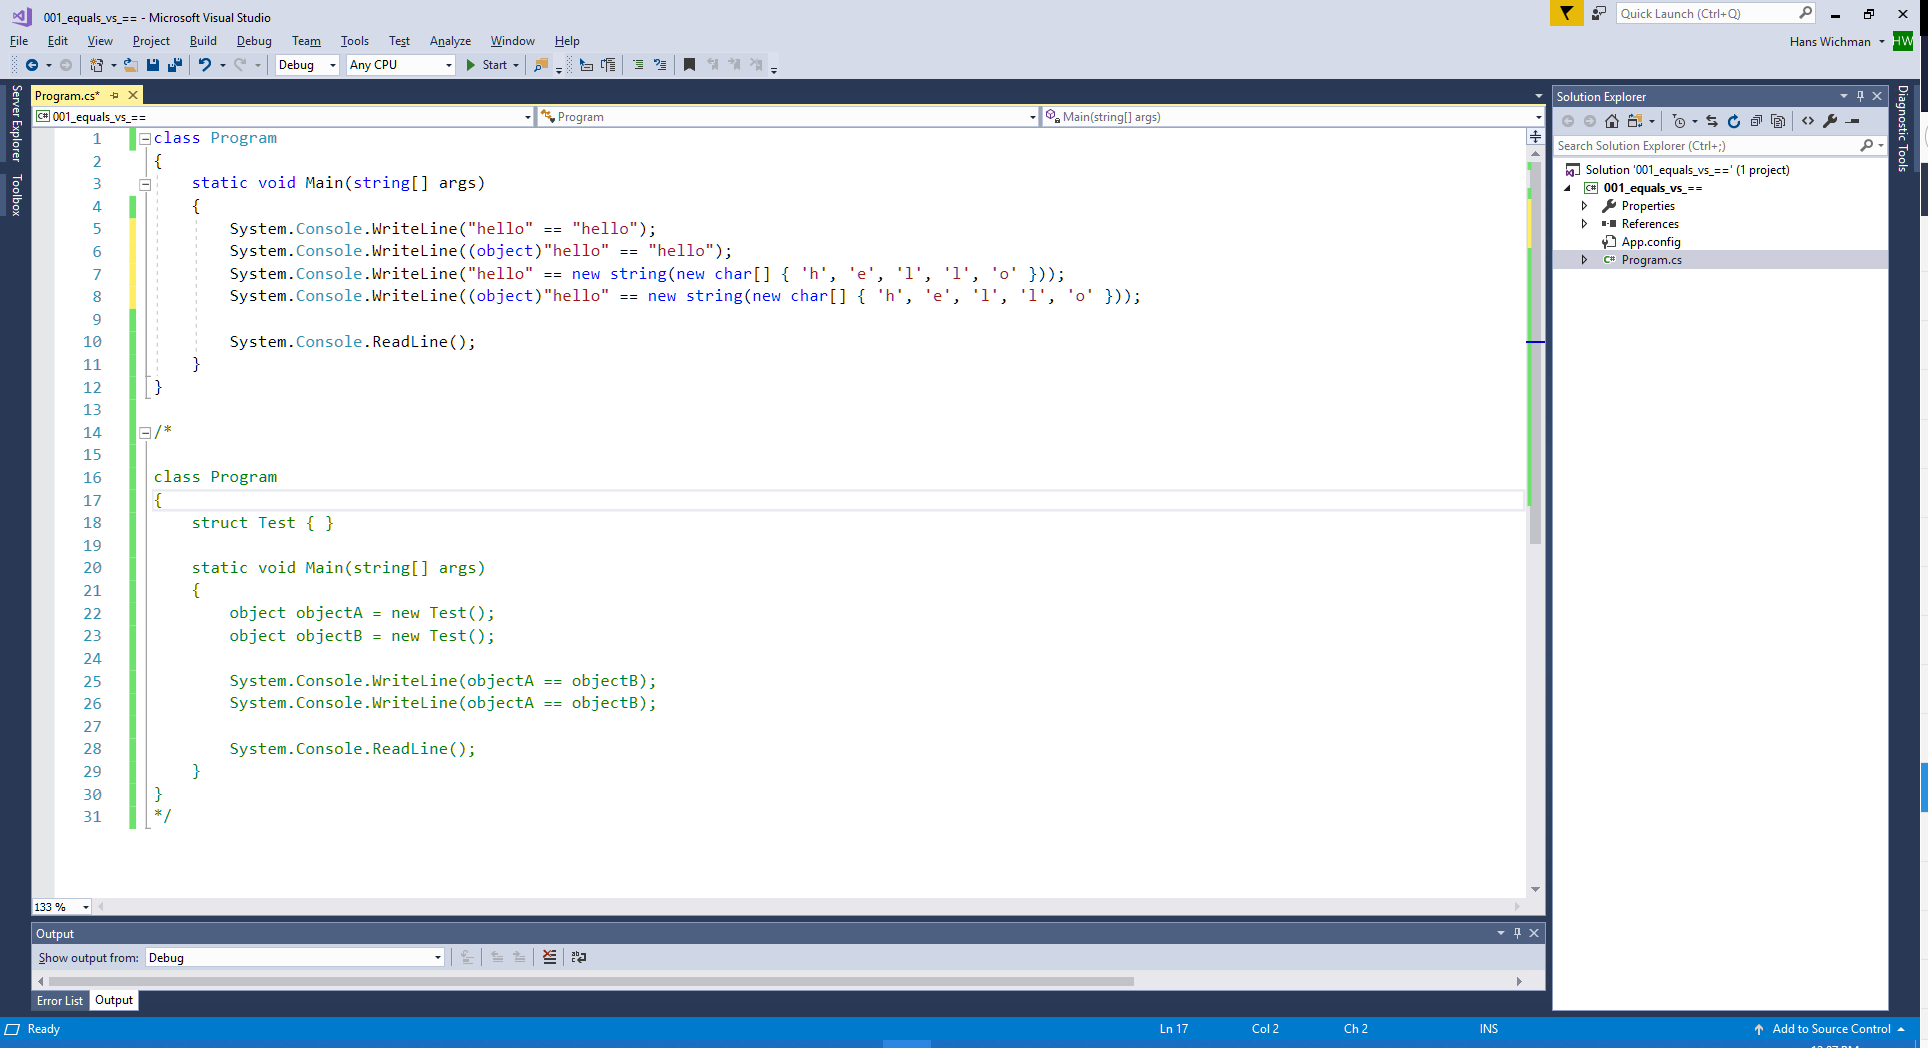 001_equals_vs_== - Microsoft Visual Studio
Quick Launch (Ctrl+Q)
File Edit View Project Build Debug Team Tools Test Analyze Window Help
Hans Wichman HW
Debug Any CPU Start
Server Explorer
Toolbox
Program.cs*
001_equals_vs_== Program Main(string[] args)
1 class Program
2 {
3 static void Main(string[] args)
4 {
5 System.Console.WriteLine("hello" == "hello");
6 System.Console.WriteLine((object)"hello" == "hello");
7 System.Console.WriteLine("hello" == new string(new char[] { 'h', 'e', 'l', 'l', 'o' }));
8 System.Console.WriteLine((object)"hello" == new string(new char[] { 'h', 'e', 'l', 'l', 'o' }));
9
10 System.Console.ReadLine();
11 }
12 }
13
14 /*
15
16 class Program
17 {
18 struct Test { }
19
20 static void Main(string[] args)
21 {
22 object objectA = new Test();
23 object objectB = new Test();
24
25 System.Console.WriteLine(objectA == objectB);
26 System.Console.WriteLine(objectA == objectB);
27
28 System.Console.ReadLine();
29 }
30 }
31 */
133 %
Solution Explorer
Search Solution Explorer (Ctrl+;)
Solution '001_equals_vs_==' (1 project)
C# 001_equals_vs_==
Properties
References
App.config
C# Program.cs
Diagnostic Tools
Output
Show output from: Debug
Error List Output
Ready Ln 17 Col 2 Ch 2 INS Add to Source Control